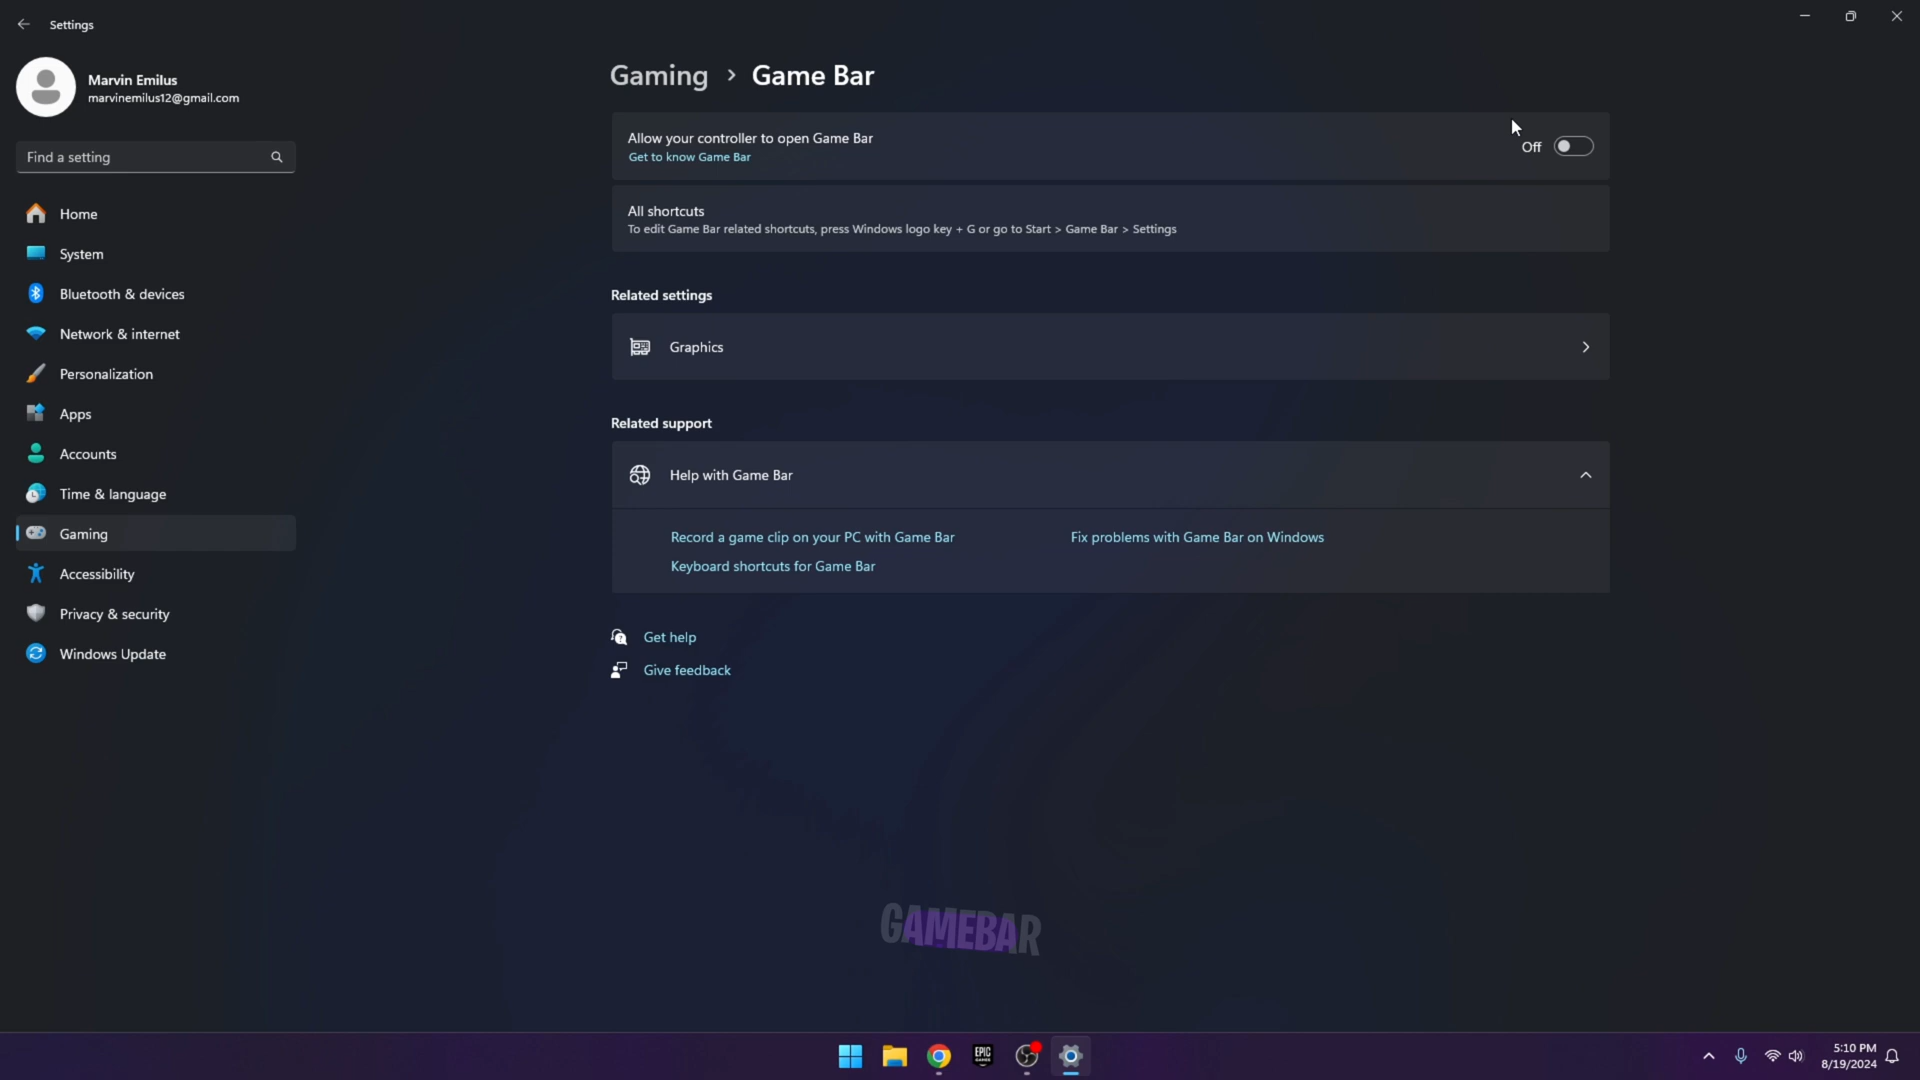 Settings
Marvin Emilus
marvinemilus12@gmail.com
Find a setting
Home
System
Bluetooth & devices
Network & internet
Personalization
Apps
Accounts
Time & language
Gaming
Accessibility
Privacy & security
Windows Update
Gaming > Game Bar
Allow your controller to open Game Bar
Get to know Game Bar
Off
All shortcuts
To edit Game Bar related shortcuts, press Windows logo key + G or go to Start > Game Bar > Settings
Related settings
Graphics
Related support
Help with Game Bar
Record a game clip on your PC with Game Bar
Fix problems with Game Bar on Windows
Keyboard shortcuts for Game Bar
Get help
Give feedback
GAMEBAR
EPIC
GAMES
5:10 PM
8/19/2024